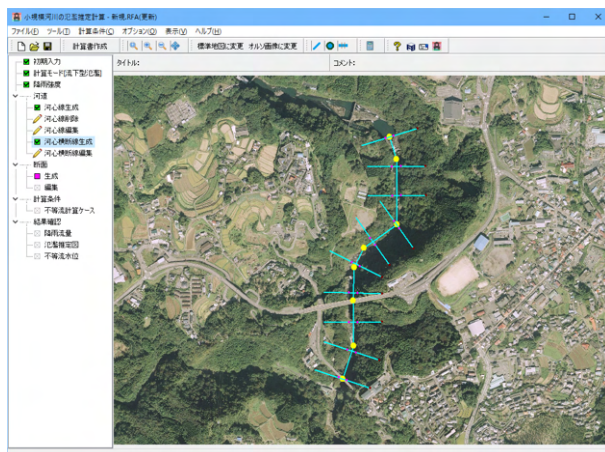 小規模河川の氾濫推定計算 - 新規.RFA(更新)
ファイル(F) ツール(T) 計算条件(C) オプション(O) 表示(V) ヘルプ(H)
計算書作成 標準地図に変更 オルソ画像に変更
タイトル: コメント:
初期入力
計算モード(流下型氾濫)
降雨強度
河道
河心線生成
河心線削除
河心線編集
河心横断線生成
河心横断線編集
断面
生成
編集
計算条件
不等流計算ケース
結果確認
降雨流量
氾濫推定図
不等流水位